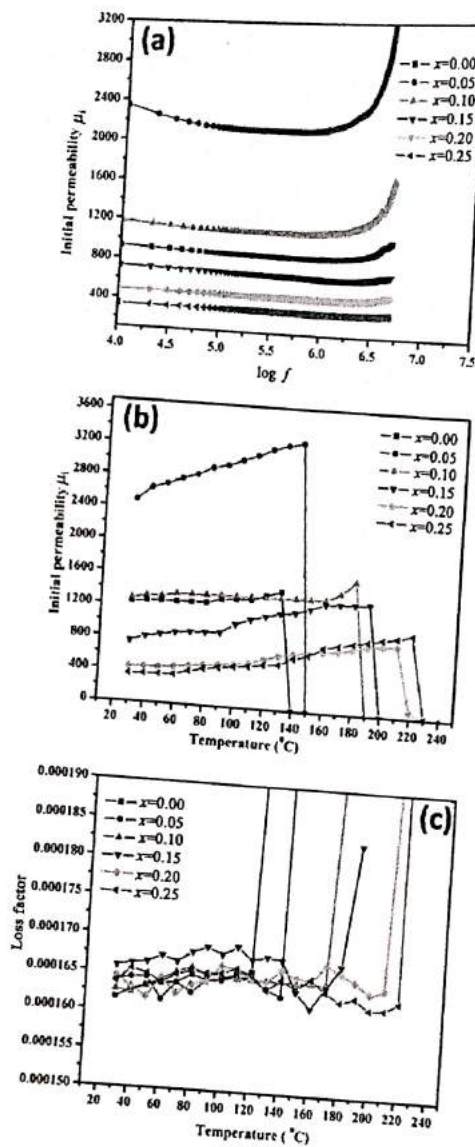 (a)
3200
2800
2400
2000
1600
1200
800
400
Initial permeability μi
x=0.00
x=0.05
x=0.10
x=0.15
x=0.20
x=0.25
4.0 4.5 5.0 5.5 6.0 6.5 7.0 7.5
log f
(b)
3600
3200
2800
2400
2000
1600
1200
800
400
0
Initial permeability μi
x=0.00
x=0.05
x=0.10
x=0.15
x=0.20
x=0.25
20 40 60 80 100 120 140 160 180 200 220 240
Temperature (°C)
(c)
0.000190
0.000185
0.000180
0.000175
0.000170
0.000165
0.000160
0.000155
0.000150
Loss factor
x=0.00
x=0.05
x=0.10
x=0.15
x=0.20
x=0.25
20 40 60 80 100 120 140 160 180 200 220 240
Temperature (°C)